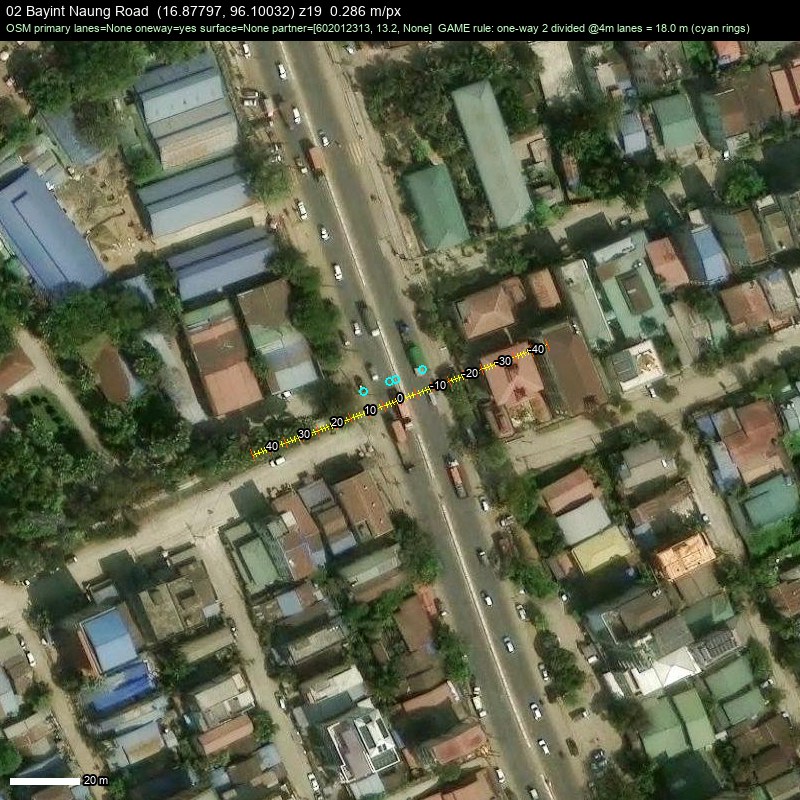 02 Bayint Naung Road (16.87797, 96.10032) z19 0.286 m/px
OSM primary lanes=None oneway=yes surface=None partner=[602012313, 13.2, None] GAME rule: one-way 2 divided @4m lanes = 18.0 m (cyan rings)
40 30 20 10 0 -10 -20 -30 -40
20 m